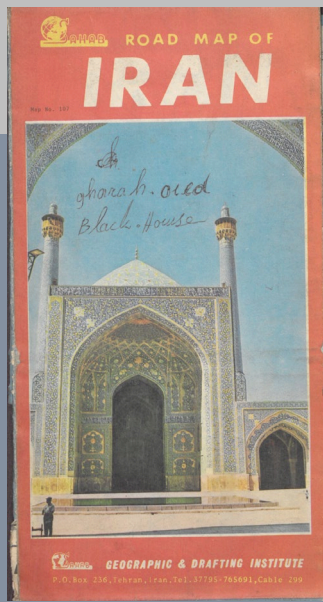 SAHAB
ROAD MAP OF
IRAN
Map No. 167
gharah-oied
Black-House
SAHAB
GEOGRAPHIC & DRAFTING INSTITUTE
P.O.Box 236,Tehran,Iran.Tel.37795-765691,Cable 299